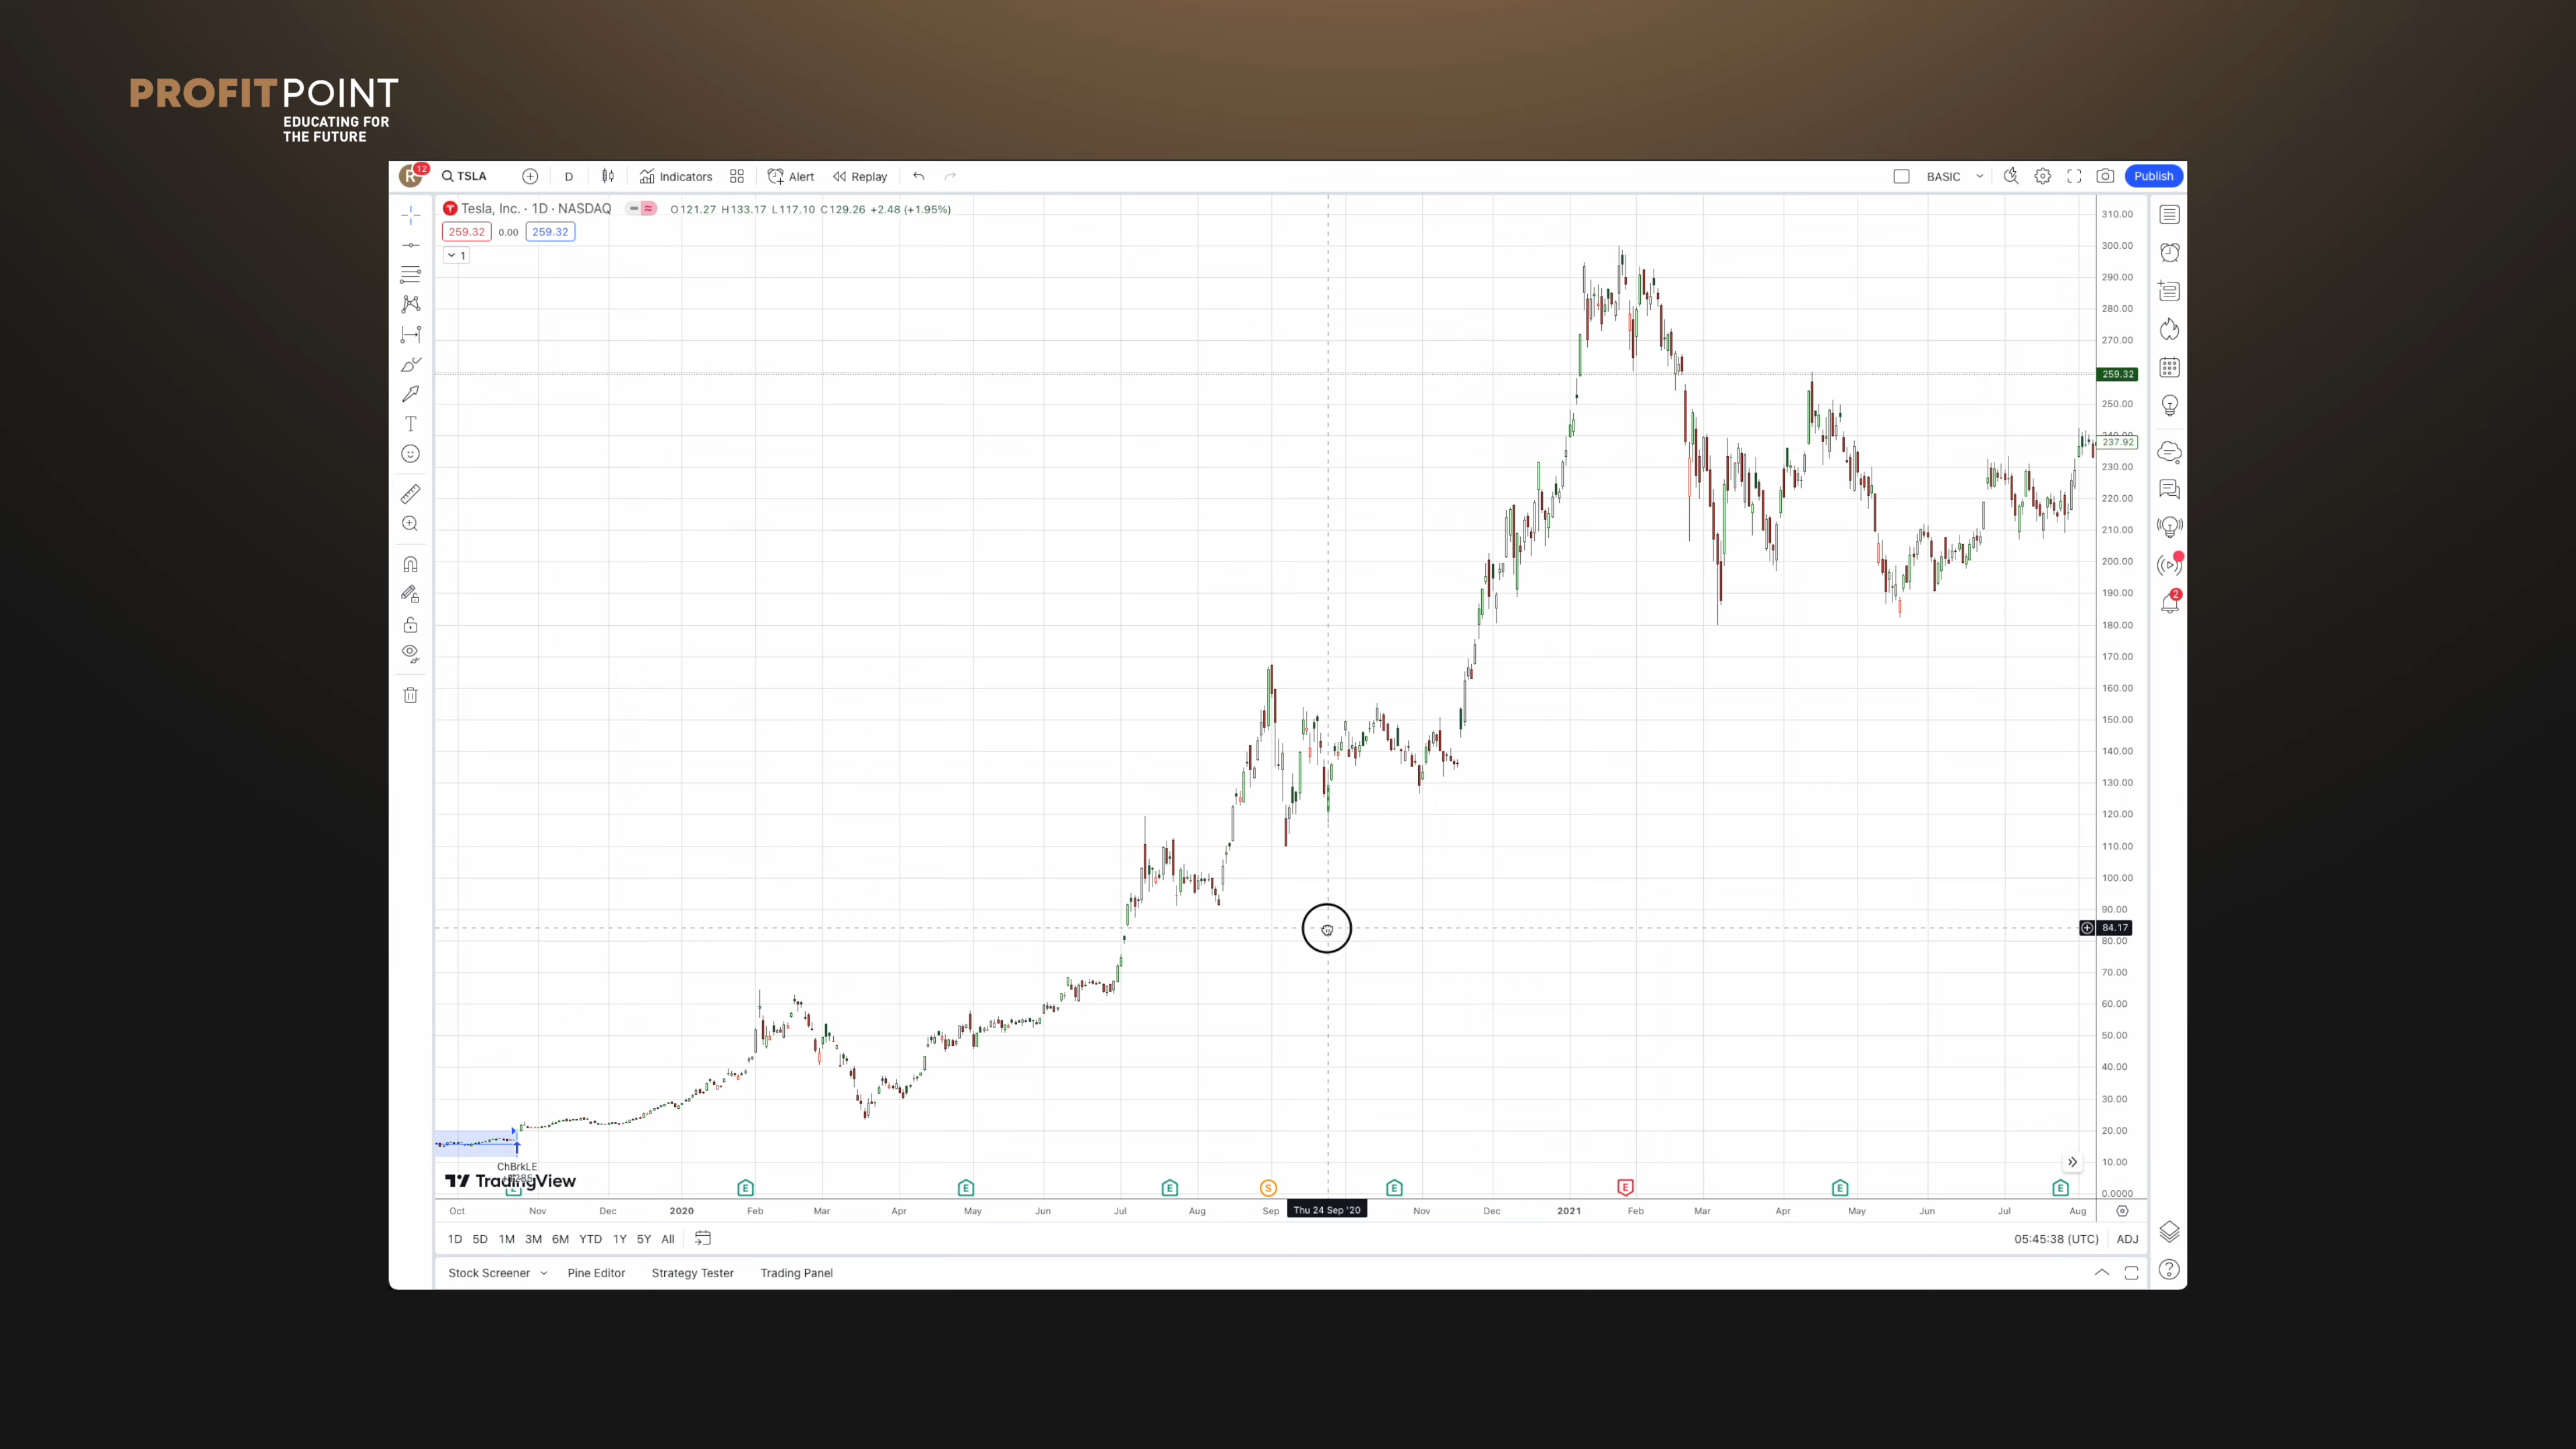 PROFITPOINT
EDUCATING FOR
THE FUTURE
R 12 TSLA D Indicators Alert Replay BASIC Publish
Tesla, Inc. · 1D · NASDAQ O121.27 H133.17 L117.10 C129.26 +2.48 (+1.95%)
259.32 0.00 259.32
1
310.00
300.00
290.00
280.00
270.00
259.32
250.00
237.92
230.00
220.00
210.00
200.00
190.00
2
180.00
170.00
160.00
150.00
140.00
130.00
120.00
110.00
100.00
90.00
84.17
80.00
70.00
60.00
50.00
40.00
30.00
20.00
10.00
0.0000
ChBrkLE
TradingView
E E E E S E E E E
Oct Nov Dec 2020 Feb Mar Apr May Jun Jul Aug Sep Thu 24 Sep '20 Nov Dec 2021 Feb Mar Apr May Jun Jul Aug
1D 5D 1M 3M 6M YTD 1Y 5Y All 05:45:38 (UTC) ADJ
Stock Screener Pine Editor Strategy Tester Trading Panel